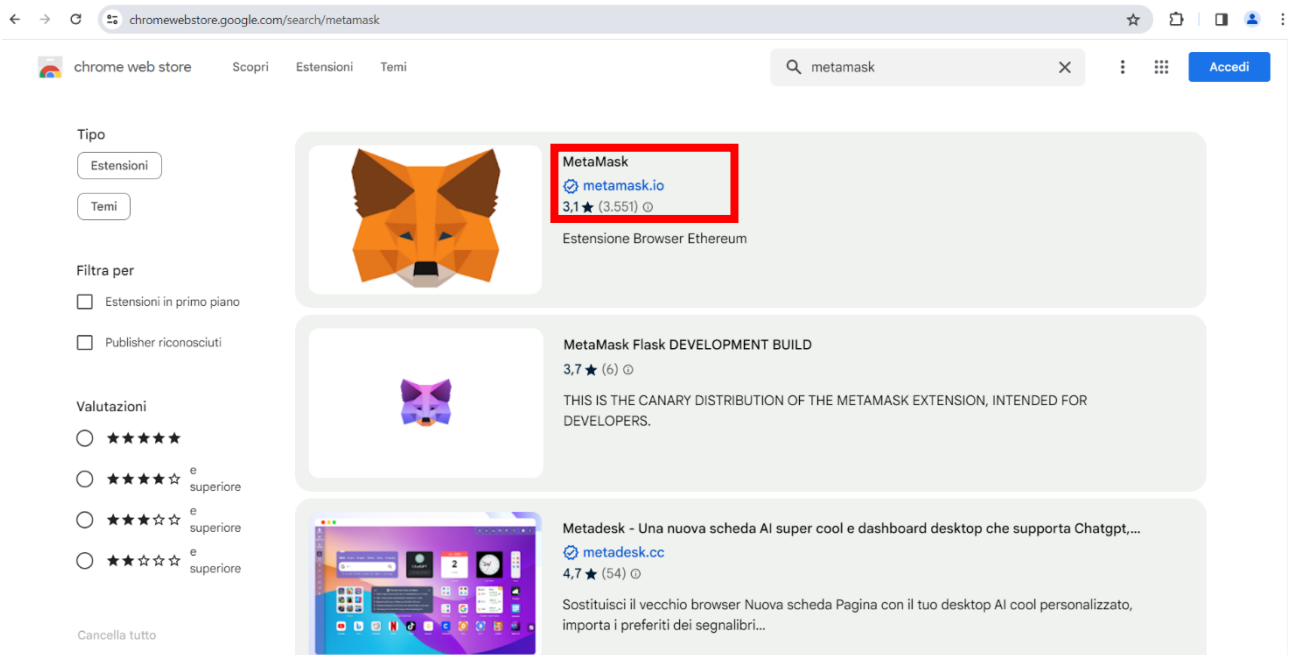 chromewebstore.google.com/search/metamask
chrome web store
Scopri
Estensioni
Temi
metamask
Accedi
Tipo
Estensioni
Temi
Filtra per
Estensioni in primo piano
Publisher riconosciuti
Valutazioni
e
superiore
e
superiore
e
superiore
Cancella tutto
MetaMask
metamask.io
3,1 ★ (3.551)
Estensione Browser Ethereum
MetaMask Flask DEVELOPMENT BUILD
3,7 ★ (6)
THIS IS THE CANARY DISTRIBUTION OF THE METAMASK EXTENSION, INTENDED FOR
DEVELOPERS.
Metadesk - Una nuova scheda AI super cool e dashboard desktop che supporta Chatgpt,...
metadesk.cc
4,7 ★ (54)
Sostituisci il vecchio browser Nuova scheda Pagina con il tuo desktop AI cool personalizzato,
importa i preferiti dei segnalibri...